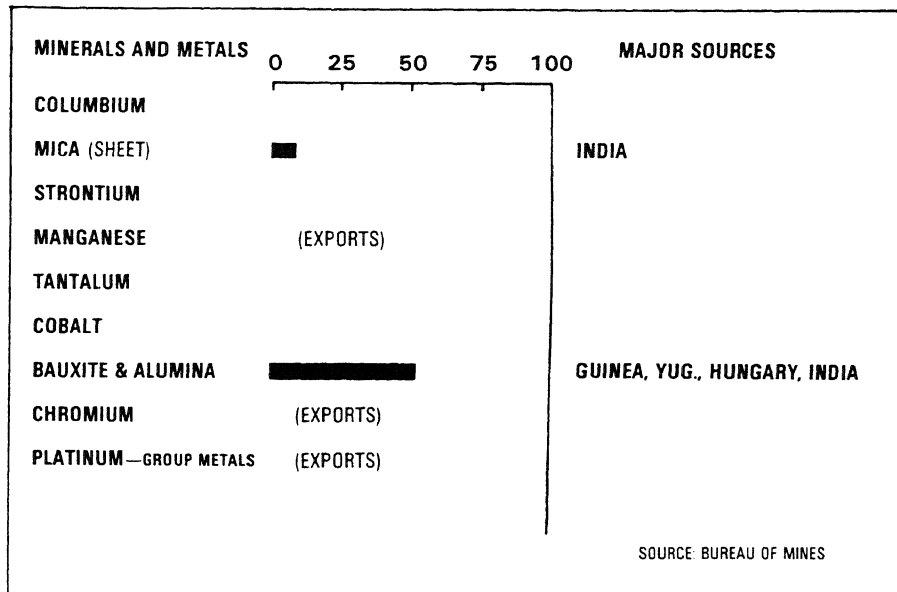 MINERALS AND METALS 0 25 50 75 100 MAJOR SOURCES
COLUMBIUM
MICA (SHEET) INDIA
STRONTIUM
MANGANESE (EXPORTS)
TANTALUM
COBALT
BAUXITE & ALUMINA GUINEA, YUG., HUNGARY, INDIA
CHROMIUM (EXPORTS)
PLATINUM—GROUP METALS (EXPORTS)
SOURCE: BUREAU OF MINES